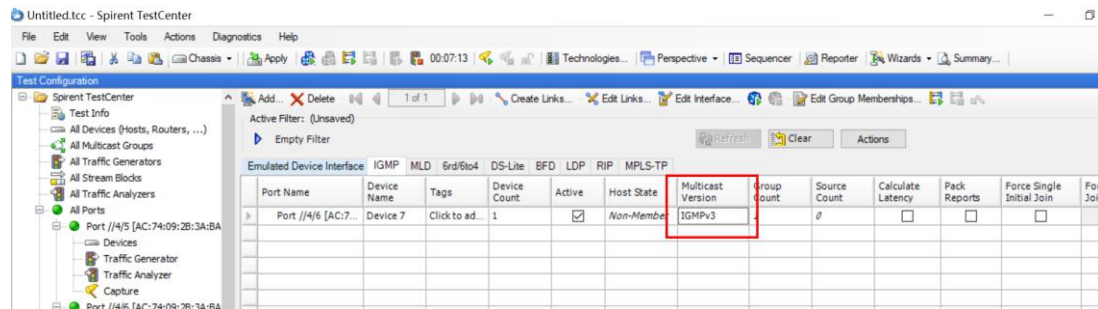 Untitled.tcc - Spirent TestCenter
File Edit View Tools Actions Diagnostics Help
Chassis Apply 00:07:13 Technologies... Perspective Sequencer Reporter Wizards Summary...
Test Configuration
Spirent TestCenter
Test Info
All Devices (Hosts, Routers, ...)
All Multicast Groups
All Traffic Generators
All Stream Blocks
All Traffic Analyzers
All Ports
Port //4/5 [AC:74:09:2B:3A:BA
Devices
Traffic Generator
Traffic Analyzer
Capture
Port //4/6 [AC:74:09:2B:3A:BA
Add... Delete 1 of 1 Create Links... Edit Links... Edit Interface... Edit Group Memberships...
Active Filter: (Unsaved)
Empty Filter Refresh Clear Actions
Emulated Device Interface IGMP MLD 6rd/6to4 DS-Lite BFD LDP RIP MPLS-TP
Port Name Device Name Tags Device Count Active Host State Multicast Version Group Count Source Count Calculate Latency Pack Reports Force Single Initial Join
Port //4/6 [AC:7... Device 7 Click to ad... 1 Non-Member IGMPv3 0